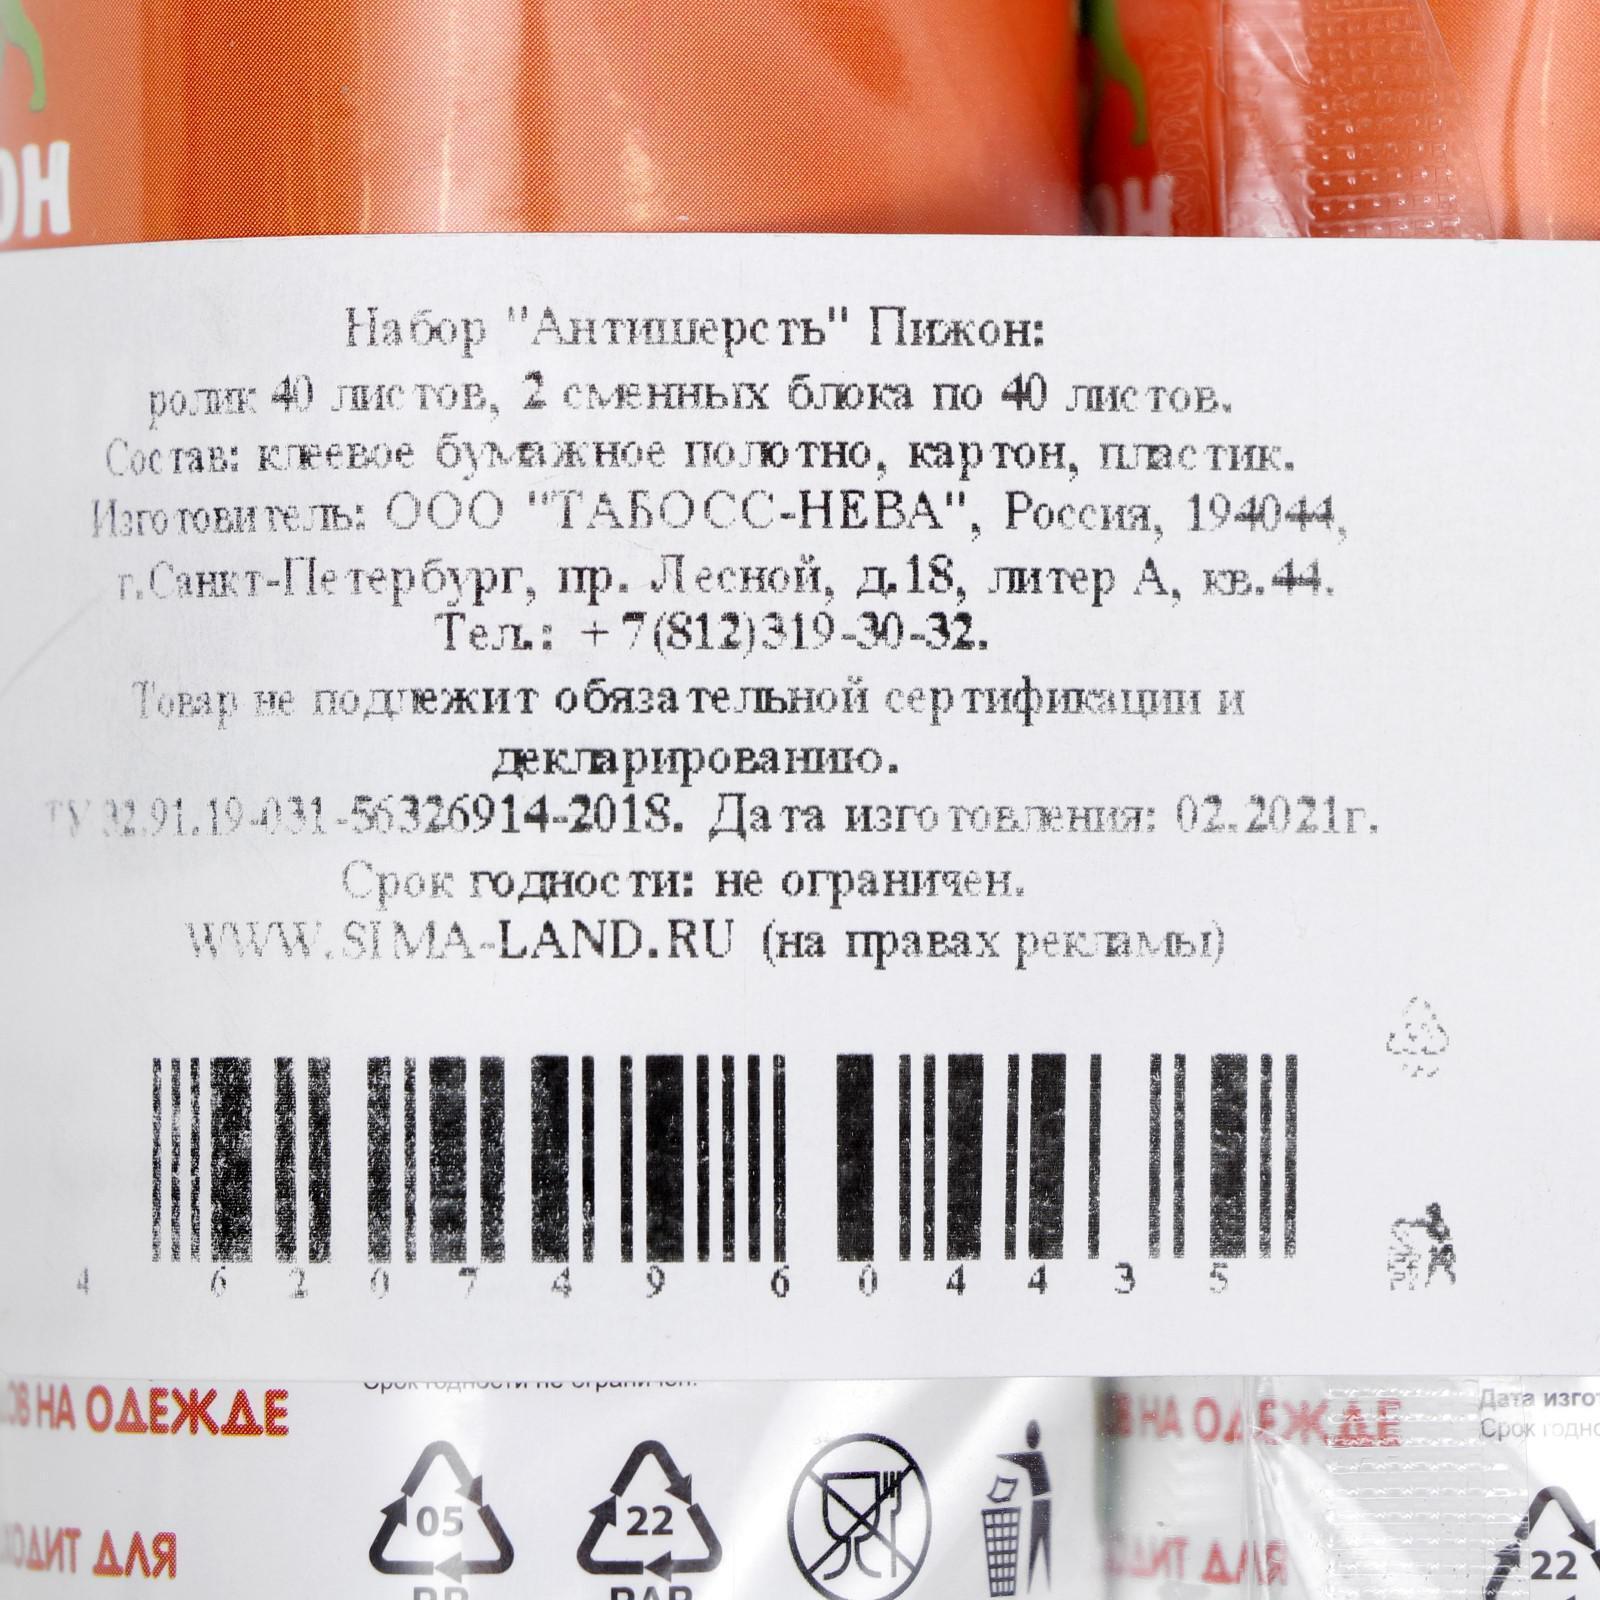 Набор "Антишерсть" Пижон:
ролик 40 листов, 2 сменных блока по 40 листов.
Состав: клеевое бумажное полотно, картон, пластик.
Изготовитель: ООО "ТАБОСС-НЕВА", Россия, 194044,
г.Санкт-Петербург, пр. Лесной, д.18, литер А, кв.44.
Тел.: +7(812)319-30-32.
Товар не подлежит обязательной сертификации и
декларированию.
ТУ 32.91.19-031-56326914-2018. Дата изготовления: 02.2021г.
Срок годности: не ограничен.
WWW.SIMA-LAND.RU (на правах рекламы)
4 620749 604435
Срок годности не ограничен.
НА ОДЕЖДЕ
НА ОДЕЖДЕ
Дата
Срок
05
22
ДЛЯ
22
PAP